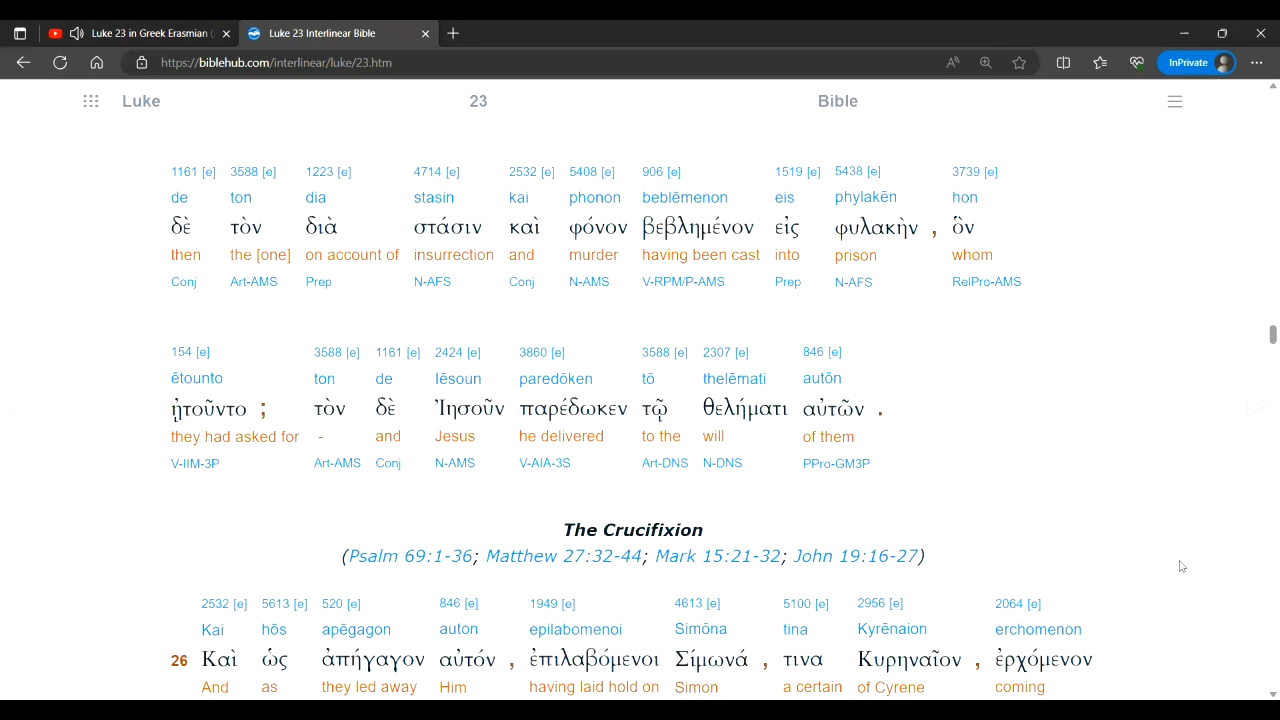 Luke 23 in Greek Erasmian Luke 23 Interlinear Bible
https://biblehub.com/interlinear/luke/23.htm InPrivate
Luke 23 Bible
1161 [e] 3588 [e] 1223 [e] 4714 [e] 2532 [e] 5408 [e] 906 [e] 1519 [e] 5438 [e] 3739 [e]
de ton dia stasin kai phonon beblēmenon eis phylakēn hon
δὲ τὸν διὰ στάσιν καὶ φόνον βεβλημένον εἰς φυλακὴν , ὃν
then the [one] on account of insurrection and murder having been cast into prison whom
Conj Art-AMS Prep N-AFS Conj N-AMS V-RPM/P-AMS Prep N-AFS RelPro-AMS
154 [e] 3588 [e] 1161 [e] 2424 [e] 3860 [e] 3588 [e] 2307 [e] 846 [e]
ētounto ton de Iēsoun paredōken tō thelēmati autōn
ᾐτοῦντο ; τὸν δὲ Ἰησοῦν παρέδωκεν τῷ θελήματι αὐτῶν .
they had asked for - and Jesus he delivered to the will of them
V-IIM-3P Art-AMS Conj N-AMS V-AIA-3S Art-DNS N-DNS PPro-GM3P
The Crucifixion
(Psalm 69:1-36; Matthew 27:32-44; Mark 15:21-32; John 19:16-27)
2532 [e] 5613 [e] 520 [e] 846 [e] 1949 [e] 4613 [e] 5100 [e] 2956 [e] 2064 [e]
Kai hōs apēgagon auton epilabomenoi Simōna tina Kyrēnaion erchomenon
26 Καὶ ὡς ἀπήγαγον αὐτόν , ἐπιλαβόμενοι Σίμωνά , τινα Κυρηναῖον , ἐρχόμενον
And as they led away Him having laid hold on Simon a certain of Cyrene coming